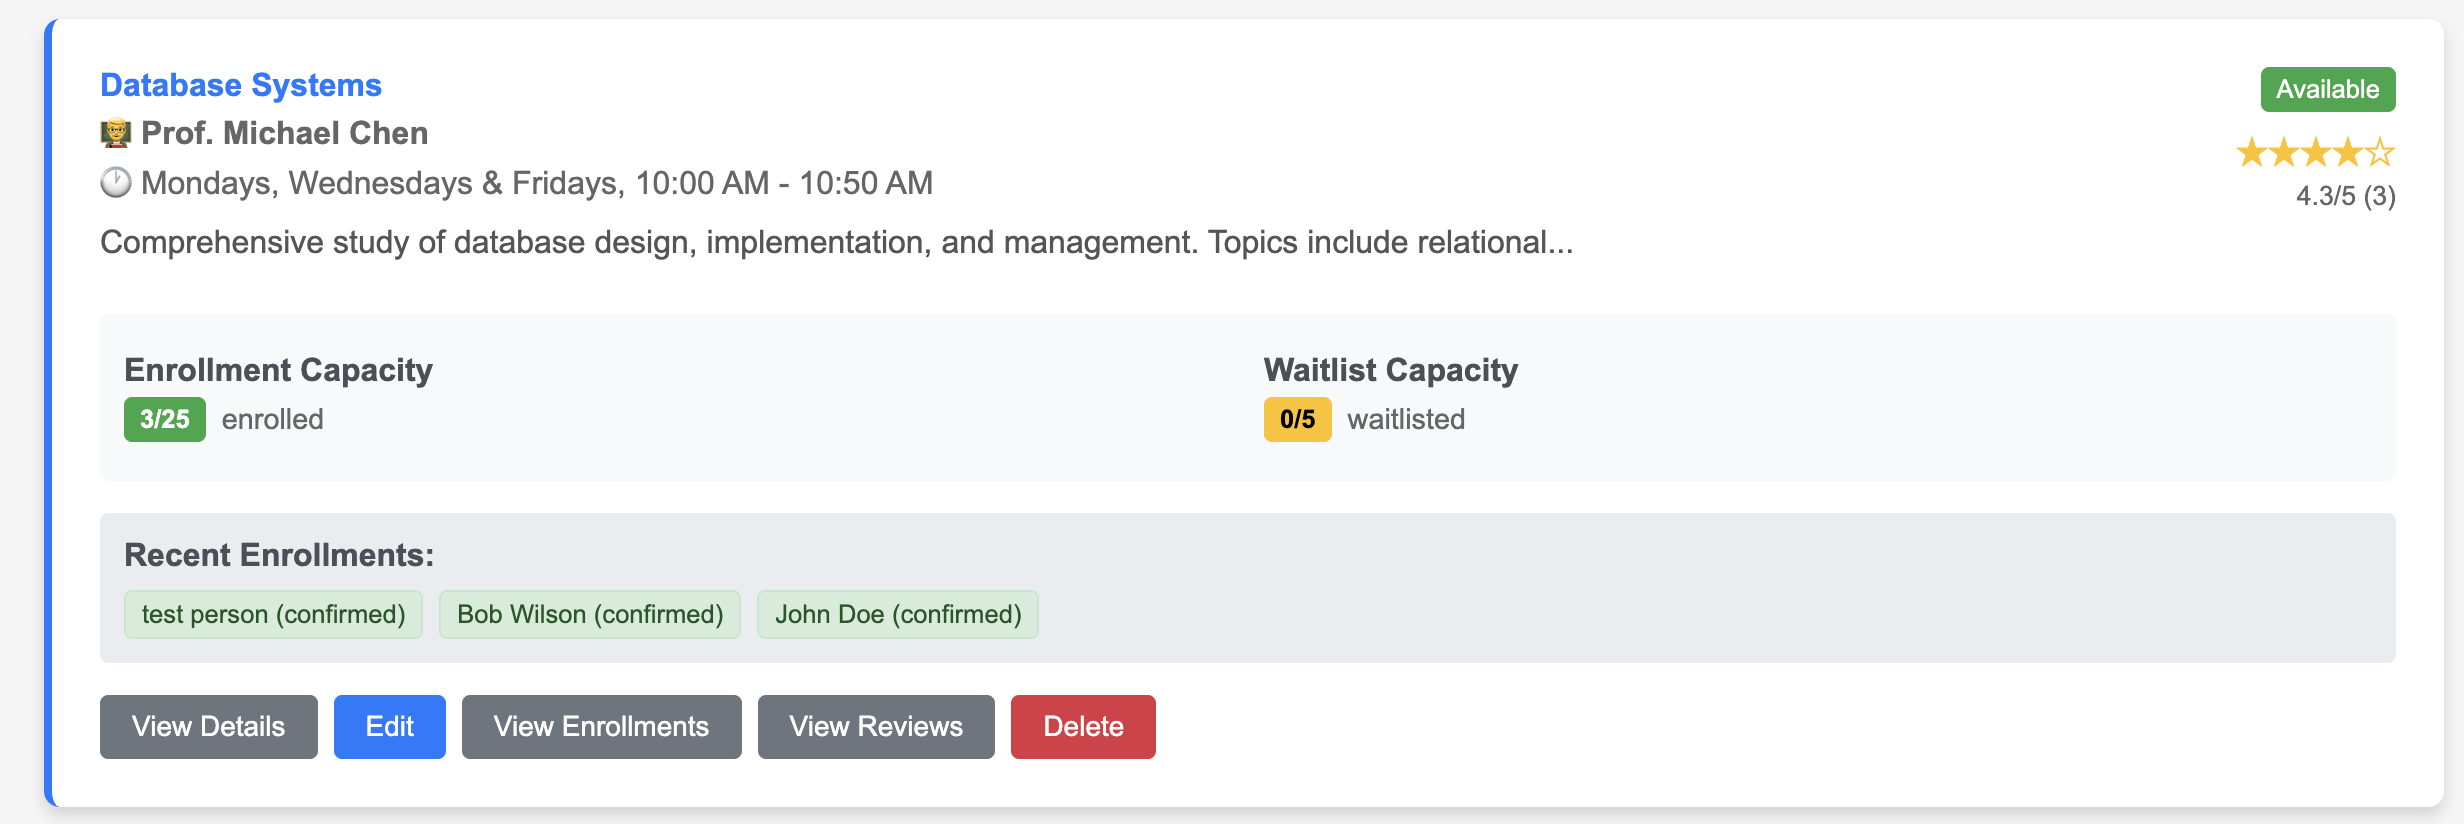 Database Systems
Available
Prof. Michael Chen
Mondays, Wednesdays & Fridays, 10:00 AM - 10:50 AM
4.3/5 (3)
Comprehensive study of database design, implementation, and management. Topics include relational...
Enrollment Capacity
3/25 enrolled
Waitlist Capacity
0/5 waitlisted
Recent Enrollments:
test person (confirmed) Bob Wilson (confirmed) John Doe (confirmed)
View Details Edit View Enrollments View Reviews Delete